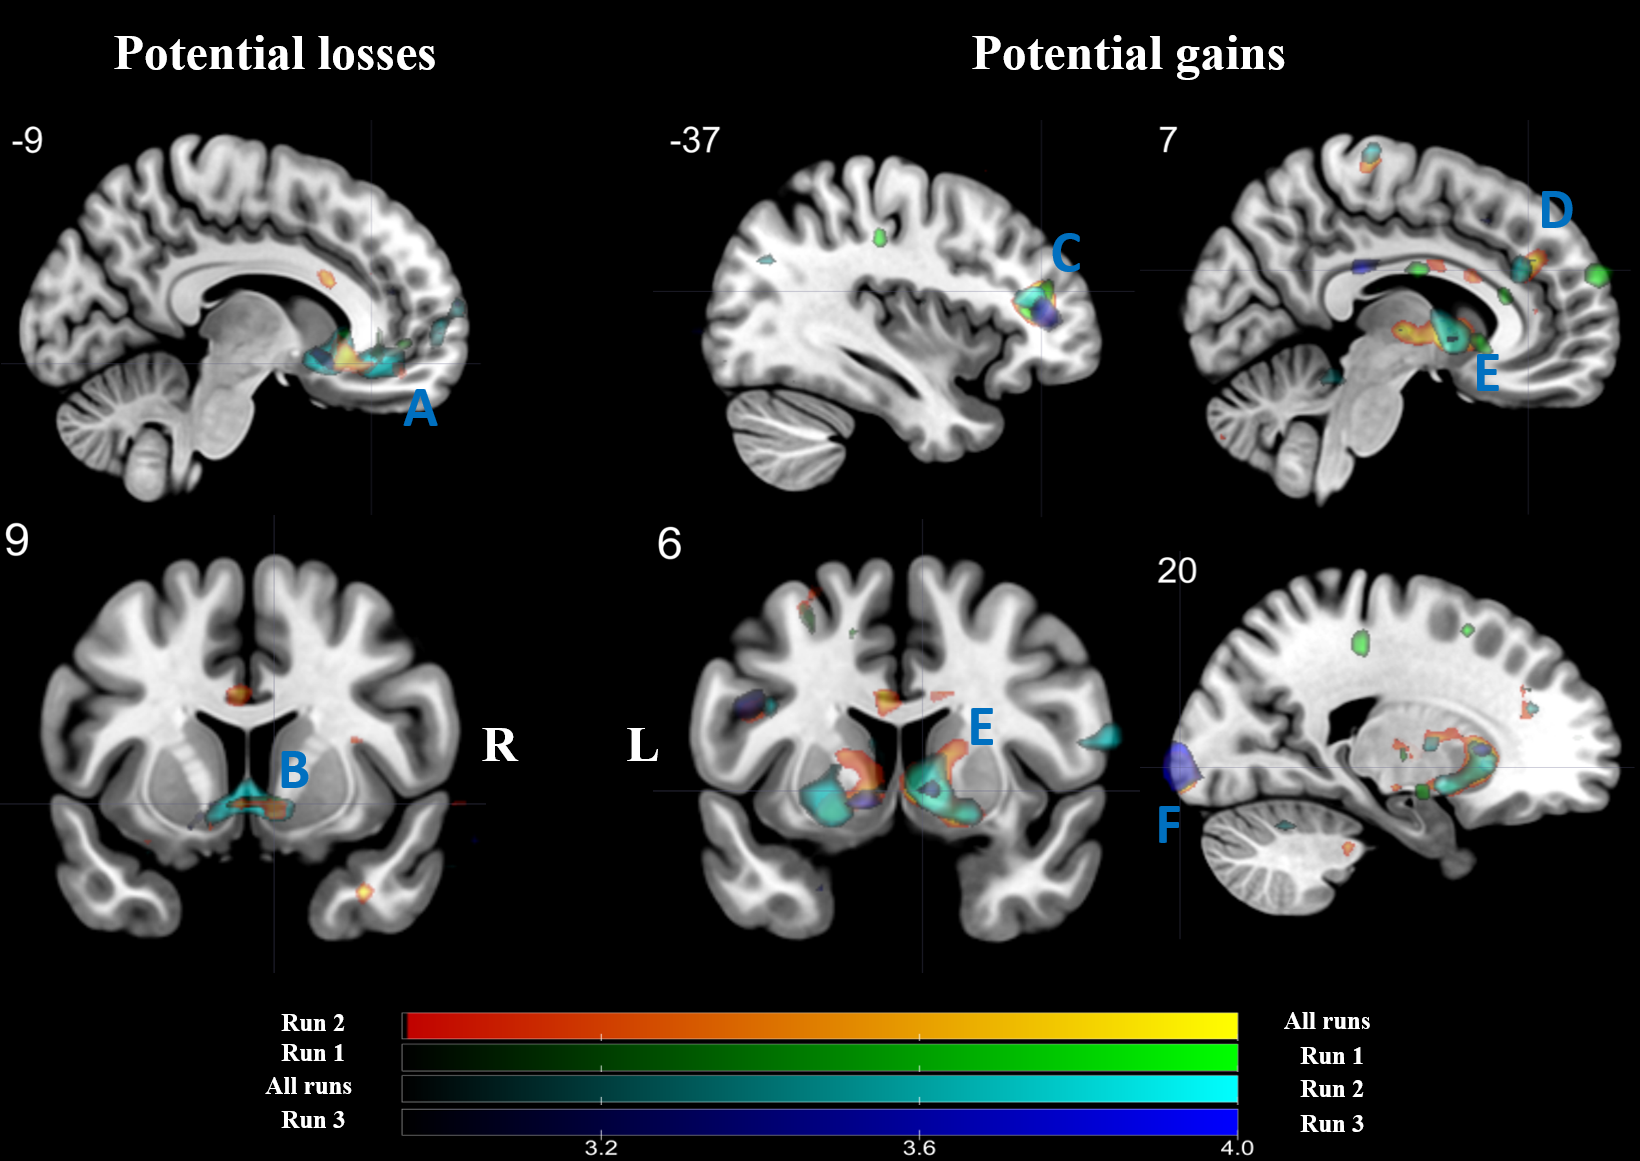 Potential losses
Potential gains
-9
-37
7
A
C
D
E
9
6
20
B
R
L
E
F
Run 2
All runs
Run 1
Run 1
All runs
Run 2
Run 3
Run 3
3.2
3.6
4.0